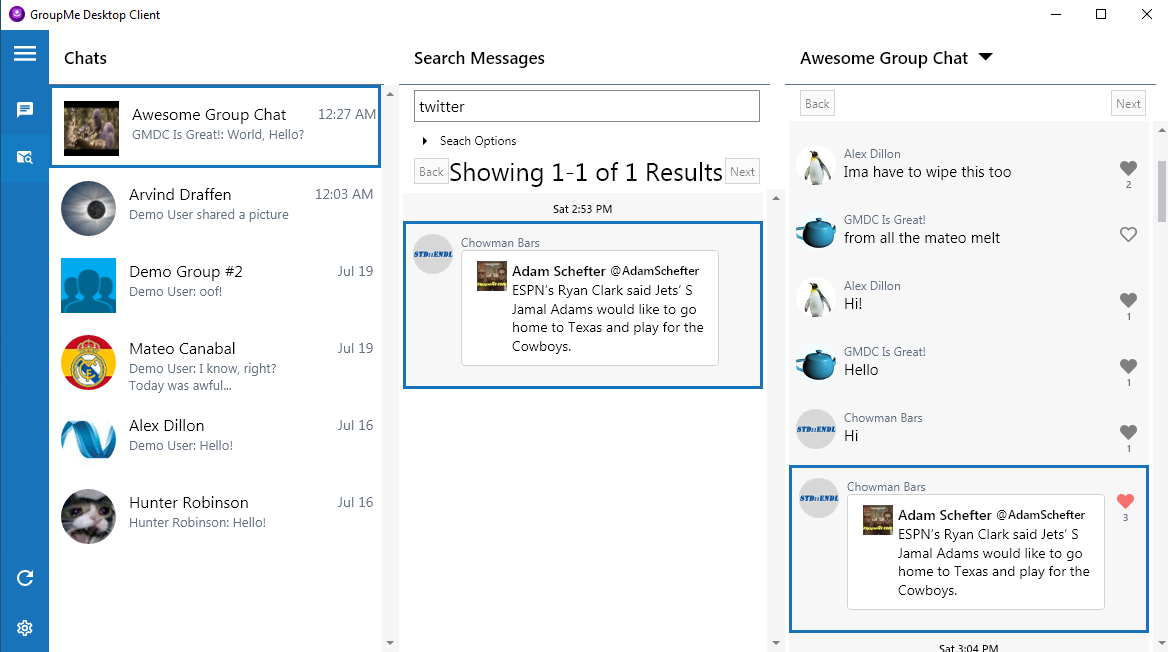 GroupMe Desktop Client
Chats
Awesome Group Chat
12:27 AM
GMDC Is Great!: World, Hello?
Arvind Draffen
12:03 AM
Demo User shared a picture
Demo Group #2
Jul 19
Demo User: oof!
Mateo Canabal
Jul 19
Demo User: I know, right?
Today was awful...
Alex Dillon
Jul 16
Demo User: Hello!
Hunter Robinson
Jul 16
Hunter Robinson: Hello!
Search Messages
twitter
Seach Options
Back
Showing 1-1 of 1 Results
Next
Sat 2:53 PM
STD::ENDL
Chowman Bars
Adam Schefter @AdamSchefter
ESPN’s Ryan Clark said Jets’ S
Jamal Adams would like to go
home to Texas and play for the
Cowboys.
Awesome Group Chat
Back
Next
Alex Dillon
Ima have to wipe this too
2
GMDC Is Great!
from all the mateo melt
Alex Dillon
Hi!
1
GMDC Is Great!
Hello
1
STD::ENDL
Chowman Bars
Hi
1
STD::ENDL
Chowman Bars
3
Adam Schefter @AdamSchefter
ESPN’s Ryan Clark said Jets’ S
Jamal Adams would like to go
home to Texas and play for the
Cowboys.
Sat 3:04 PM